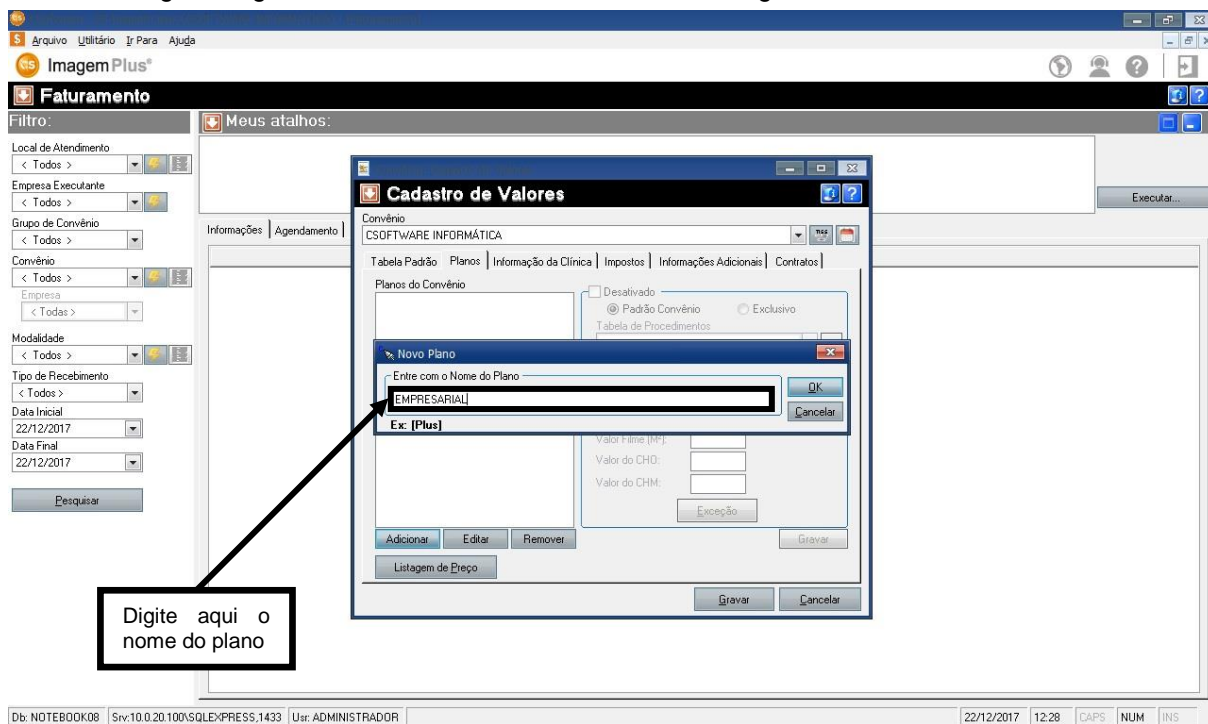 Arquivo Utilitário Ir Para Ajuda
ImagemPlus®
Faturamento
Filtro:
Meus atalhos:
Local de Atendimento
< Todos >
Empresa Executante
< Todos >
Grupo de Convênio
< Todos >
Convênio
< Todos >
Empresa
< Todas >
Modalidade
< Todos >
Tipo de Recebimento
< Todos >
Data Inicial
22/12/2017
Data Final
22/12/2017
Pesquisar
Executar...
Informações Agendamento
Cadastro de Valores
Convênio
CSOFTWARE INFORMÁTICA
Tabela Padrão Planos Informação da Clínica Impostos Informações Adicionais Contratos
Planos do Convênio
Desativado
Padrão Convênio Exclusivo
Tabela de Procedimentos
Novo Plano
Entre com o Nome do Plano
EMPRESARIAL
OK
Cancelar
Ex: [Plus]
Valor Filme (M²):
Valor do CHO:
Valor do CHM:
Exceção
Adicionar Editar Remover
Gravar
Listagem de Preço
Gravar Cancelar
Digite aqui o
nome do plano
Db: NOTEBOOK08 Srv:10.0.20.100\SQLEXPRESS,1433 Usr: ADMINISTRADOR 22/12/2017 12:28 CAPS NUM INS